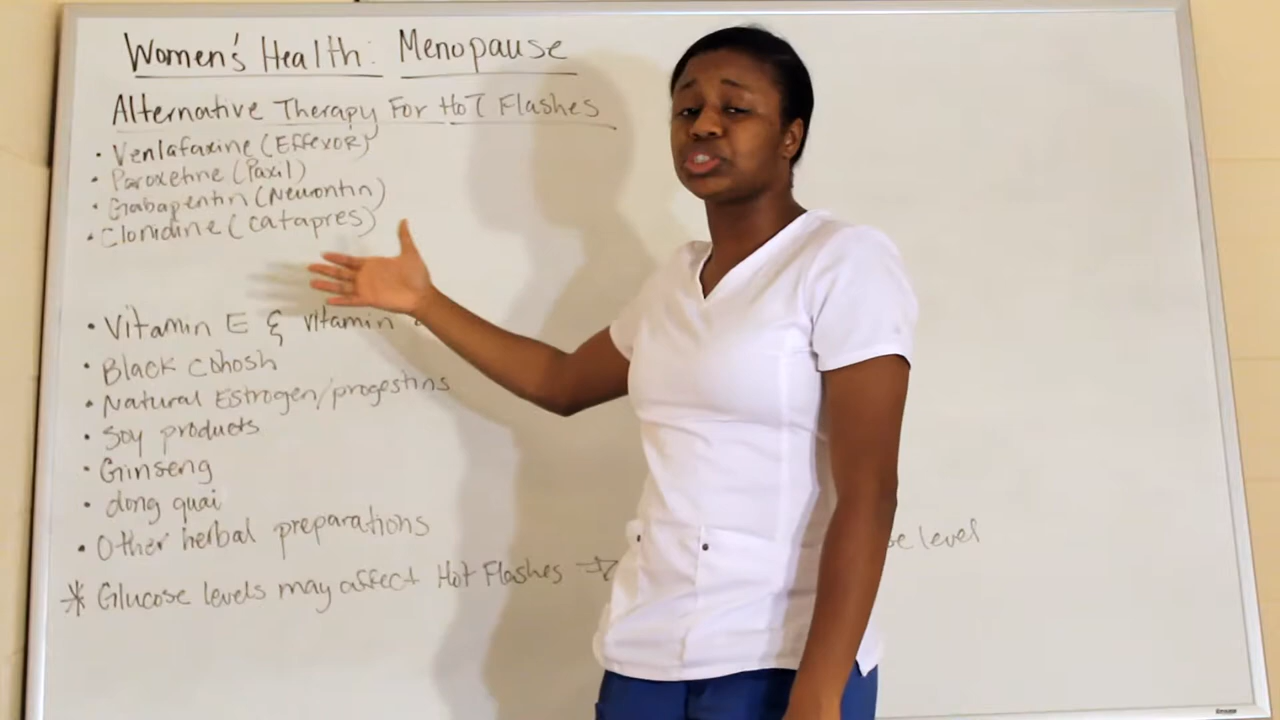 Women's Health: Menopause
Alternative Therapy For HoT Flashes
• Venlafaxine (Effexor)
• Paroxetine (Paxil)
• Gabapentin (Neurontin)
• Clonidine (catapres)
• Vitamin E & vitamin
• Black cohosh
• Natural Estrogen/progestins
• Soy products
• Ginseng
• dong quai
• Other herbal preparations
* Glucose levels may affect Hot Flashes → level